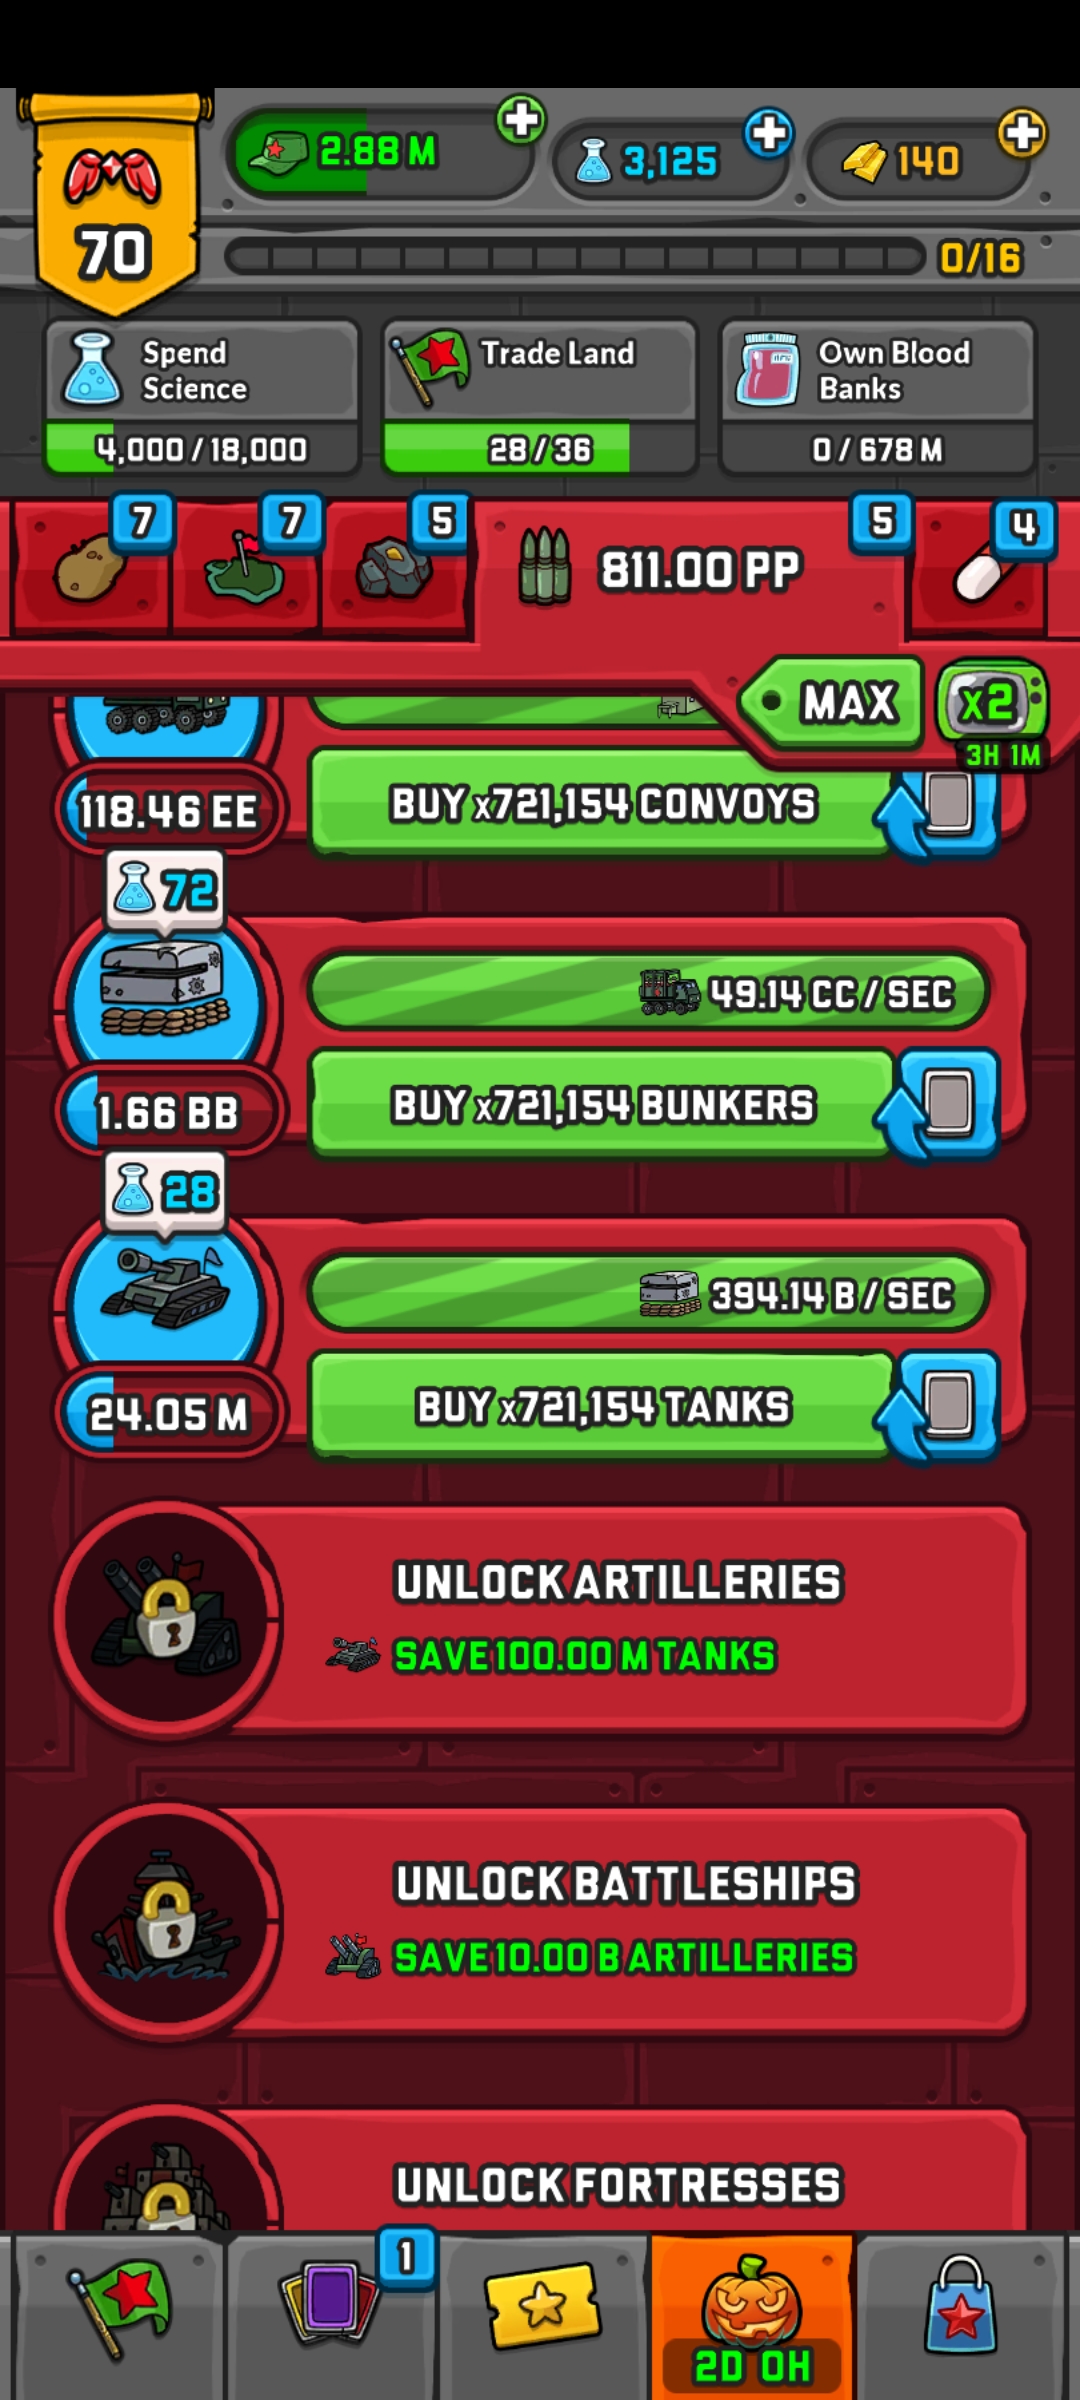 70
2.88 M
3,125
140
0/16
Spend
Science
4,000/18,000
Trade Land
28/36
Own Blood
Banks
0/678 M
7
7
5
811.00 PP
5
4
MAX
x2
3H 1M
118.46 EE
BUY x721,154 CONVOYS
72
49.14 CC/SEC
1.66 BB
BUY x721,154 BUNKERS
28
394.14 B/SEC
24.05 M
BUY x721,154 TANKS
UNLOCK ARTILLERIES
SAVE 100.00 M TANKS
UNLOCK BATTLESHIPS
SAVE 10.00 B ARTILLERIES
UNLOCK FORTRESSES
1
2D 0H